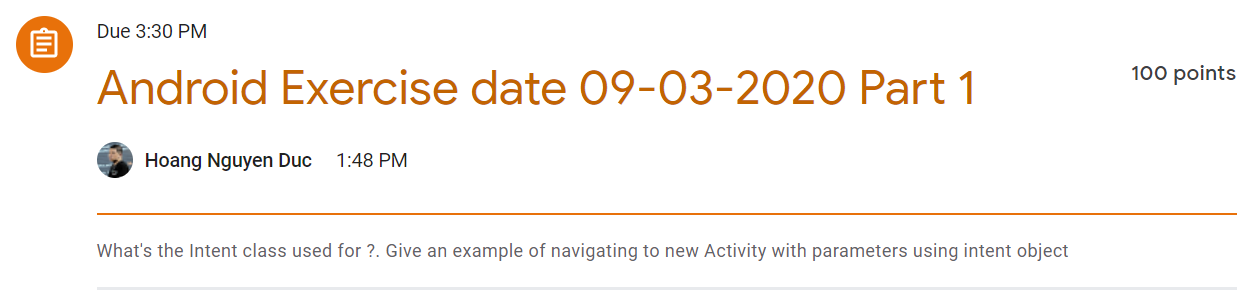 Due 3:30 PM
Android Exercise date 09-03-2020 Part 1
100 points
Hoang Nguyen Duc 1:48 PM
What's the Intent class used for ?. Give an example of navigating to new Activity with parameters using intent object